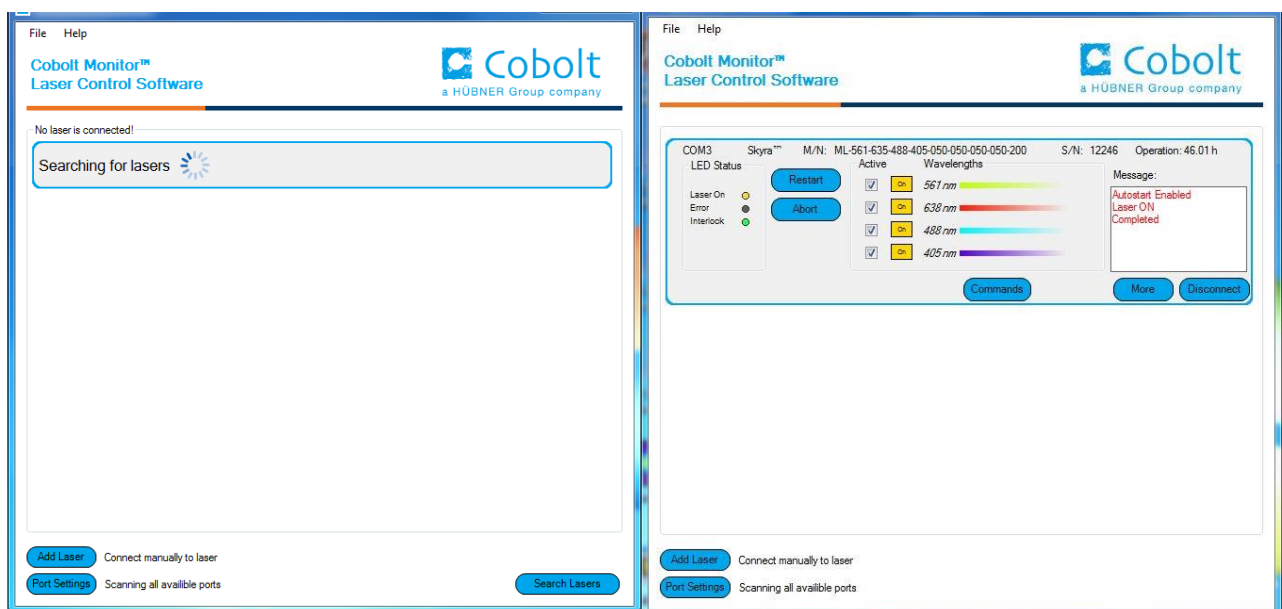 File Help
Cobolt Monitor™
Laser Control Software
Cobolt
a HÜBNER Group company
No laser is connected!
Searching for lasers
Add Laser Connect manually to laser
Port Settings Scanning all availible ports
Search Lasers
File Help
Cobolt Monitor™
Laser Control Software
Cobolt
a HÜBNER Group company
COM3 Skyra™ M/N: ML-561-635-488-405-050-050-050-050-200 S/N: 12246 Operation: 46.01 h
LED Status
Laser On
Error
Interlock
Restart
Abort
Active Wavelengths
On 561 nm
On 638 nm
On 488 nm
On 405 nm
Message:
Autostart Enabled
Laser ON
Completed
Commands
More
Disconnect
Add Laser Connect manually to laser
Port Settings Scanning all availible ports